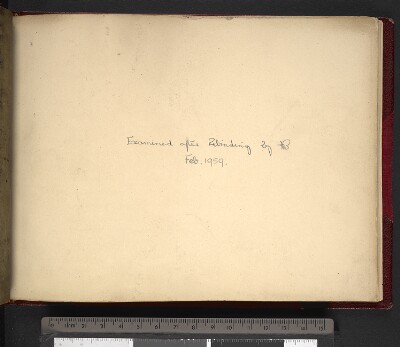 Examined after Rebinding by
Feb. 1959.